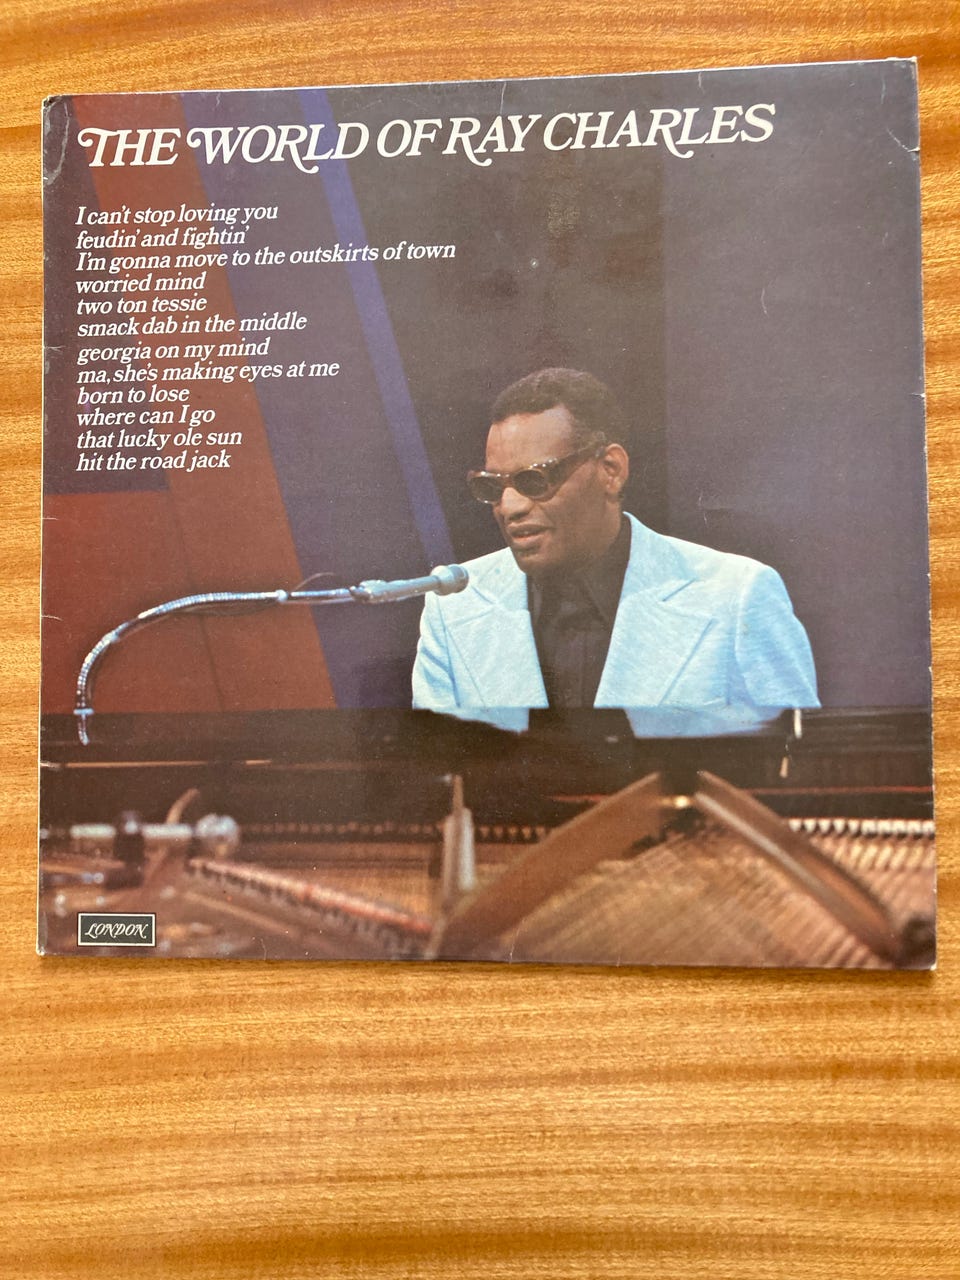 THE WORLD OF RAY CHARLES
I can't stop loving you
feudin' and fightin'
I'm gonna move to the outskirts of town
worried mind
two ton tessie
smack dab in the middle
georgia on my mind
ma, she's making eyes at me
born to lose
where can I go
that lucky ole sun
hit the road jack
LONDON